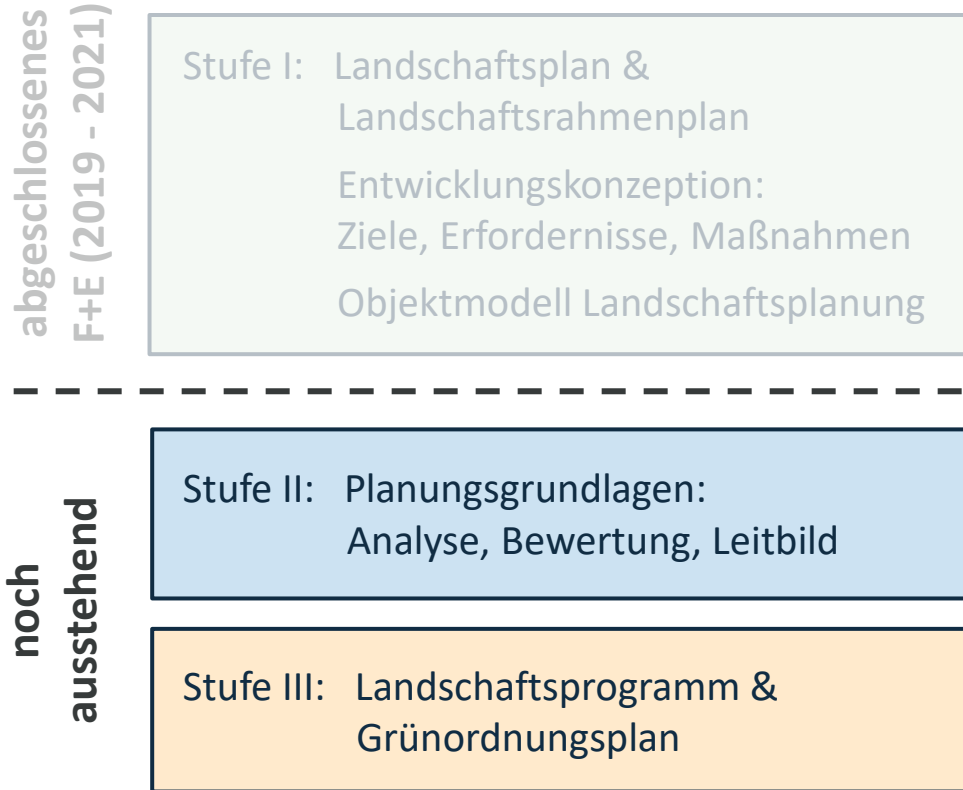 abgeschlossenes
F+E (2019 - 2021)
Stufe I: Landschaftsplan &
Landschaftsrahmenplan
Entwicklungskonzeption:
Ziele, Erfordernisse, Maßnahmen
Objektmodell Landschaftsplanung
noch
ausstehend
Stufe II: Planungsgrundlagen:
Analyse, Bewertung, Leitbild
Stufe III: Landschaftsprogramm &
Grünordnungsplan